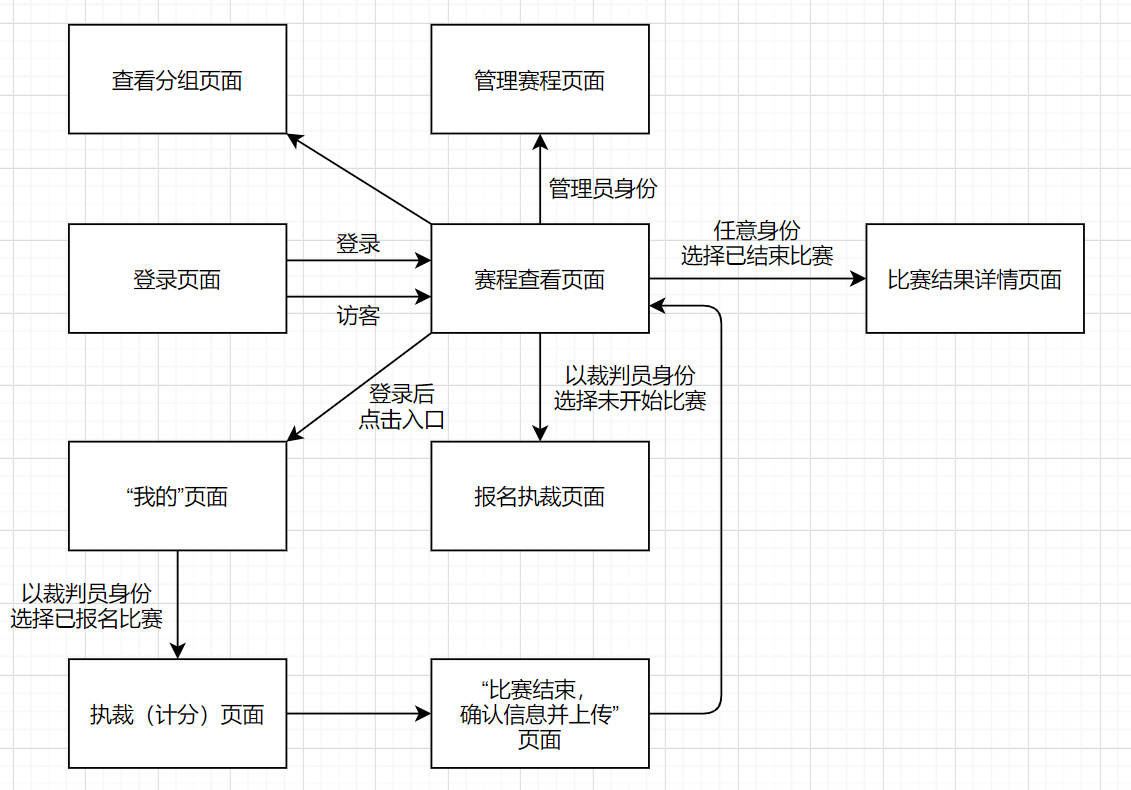 查看分组页面
管理赛程页面
管理员身份
登录页面
登录
访客
赛程查看页面
任意身份
选择已结束比赛
比赛结果详情页面
登录后
点击入口
以裁判员身份
选择未开始比赛
“我的”页面
报名执裁页面
以裁判员身份
选择已报名比赛
执裁（计分）页面
“比赛结束，
确认信息并上传”
页面